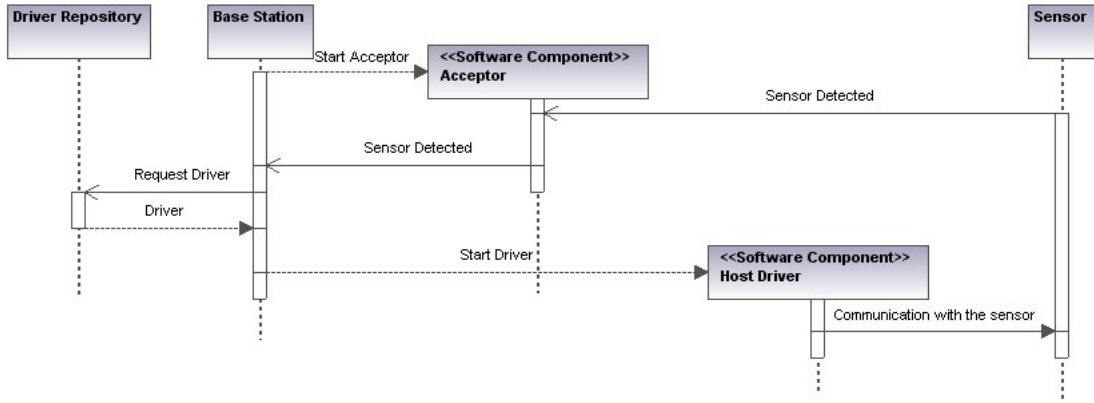 Driver Repository
Base Station
Sensor
Start Acceptor
<<Software Component>>
Acceptor
Sensor Detected
Sensor Detected
Request Driver
Driver
Start Driver
<<Software Component>>
Host Driver
Communication with the sensor